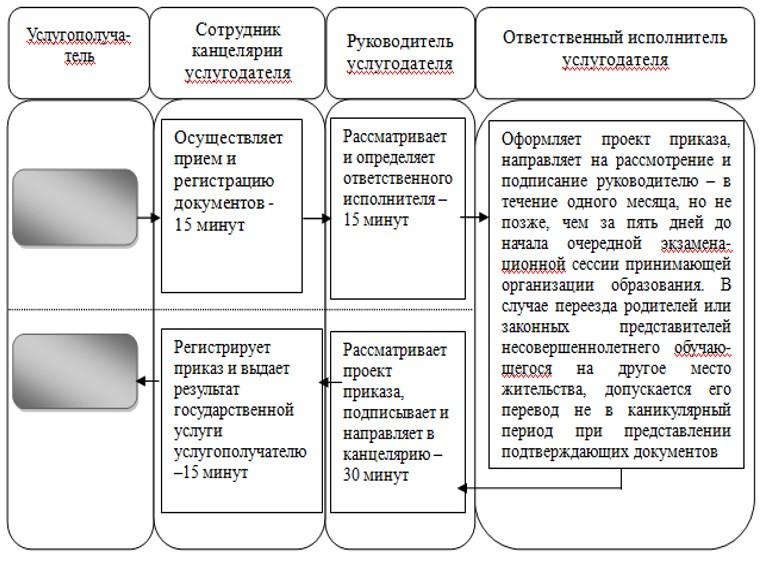 Услугополуча-
тель
Сотрудник
канцелярии
услугодателя
Руководитель
услугодателя
Ответственный исполнитель
услугодателя
Осуществляет
прием и
регистрацию
документов -
15 минут
Рассматривает
и определяет
ответственного
исполнителя –
15 минут
Оформляет проект приказа,
направляет на рассмотрение и
подписание руководителю – в
течение одного месяца, но не
позже, чем за пять дней до
начала очередной экзамена-
ционной сессии принимающей
организации образования. В
случае переезда родителей или
законных представителей
несовершеннолетнего обучаю-
щегося на другое место
жительства, допускается его
перевод не в каникулярный
период при представлении
подтверждающих документов
Регистрирует
приказ и выдает
результат
государственной
услуги
услугополучателю
–15 минут
Рассматривает
проект
приказа,
подписывает и
направляет в
канцелярию –
30 минут